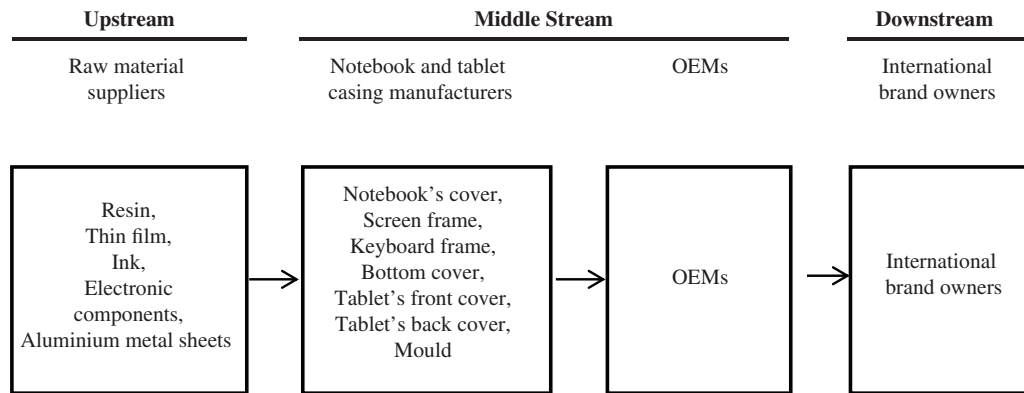 Upstream
Middle Stream
Downstream
Raw material
suppliers
Notebook and tablet
casing manufacturers
OEMs
International
brand owners
Resin,
Thin film,
Ink,
Electronic
components,
Aluminium metal sheets
Notebook's cover,
Screen frame,
Keyboard frame,
Bottom cover,
Tablet's front cover,
Tablet's back cover,
Mould
OEMs
International
brand owners